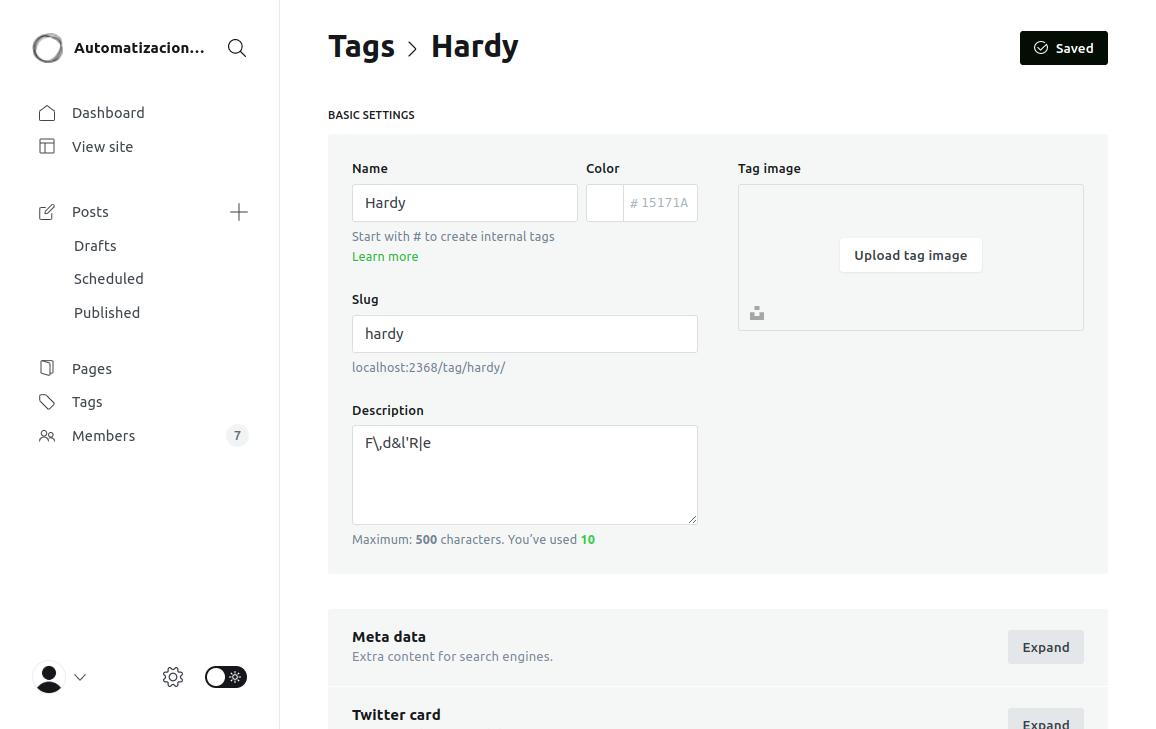 Automatizacion...
Dashboard
View site
Posts
Drafts
Scheduled
Published
Pages
Tags
Members 7
Tags > Hardy
Saved
BASIC SETTINGS
Name
Hardy
Start with # to create internal tags
Learn more
Color
# 15171A
Slug
hardy
localhost:2368/tag/hardy/
Description
F\,d&l'R|e
Maximum: 500 characters. You’ve used 10
Tag image
Upload tag image
Meta data
Extra content for search engines.
Expand
Twitter card
Expand